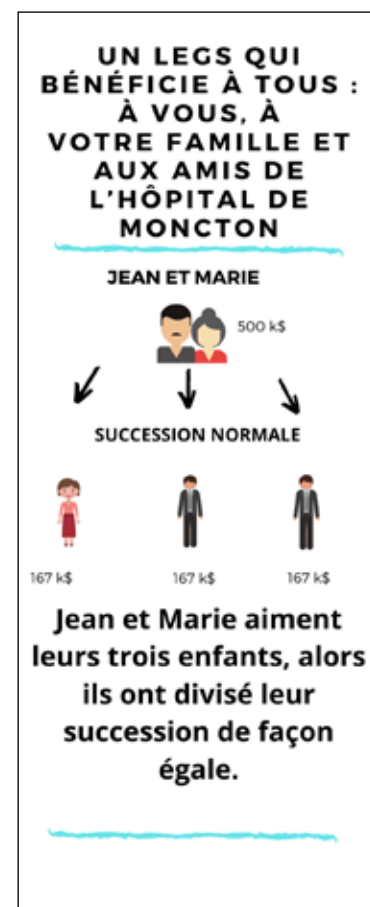 UN LEGS QUI
BÉNÉFICIE À TOUS :
À VOUS, À
VOTRE FAMILLE ET
AUX AMIS DE
L'HÔPITAL DE
MONCTON
JEAN ET MARIE
500 k$
SUCCESSION NORMALE
167 k$ 167 k$ 167 k$
Jean et Marie aiment
leurs trois enfants, alors
ils ont divisé leur
succession de façon
égale.